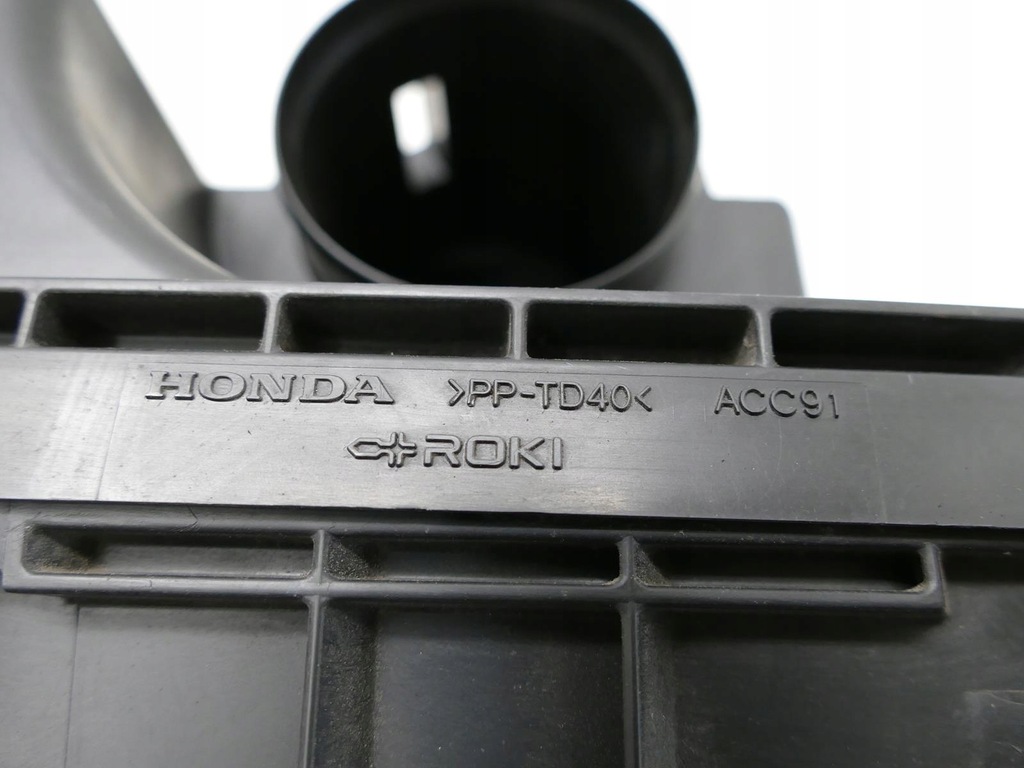 HONDA >PP-TD40< ACC91
ROKI